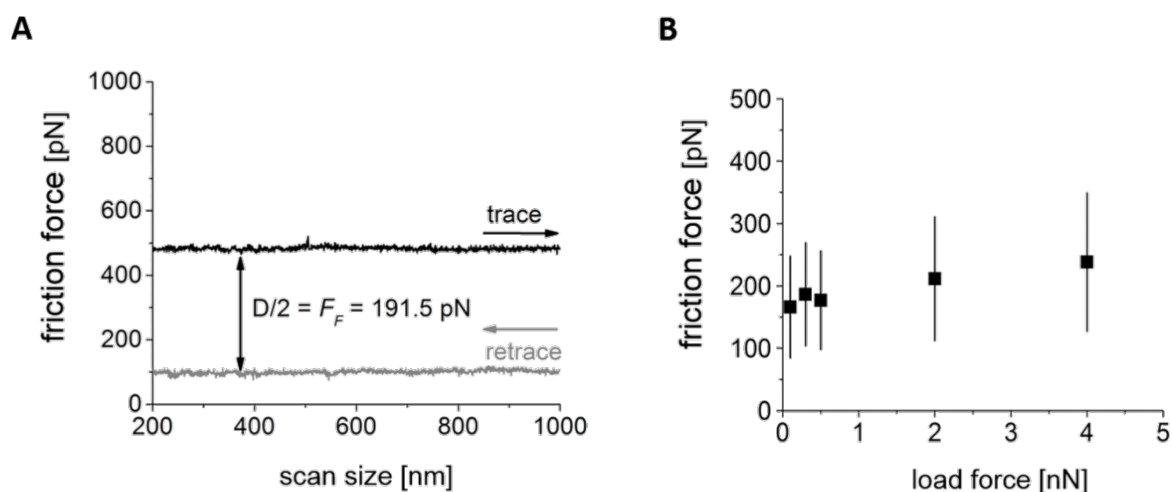 A
friction force [pN]
1000
800
600
400
200
0
trace
D/2 = F_F = 191.5 pN
retrace
200 400 600 800 1000
scan size [nm]
B
friction force [pN]
500
400
300
200
100
0
0 1 2 3 4 5
load force [nN]